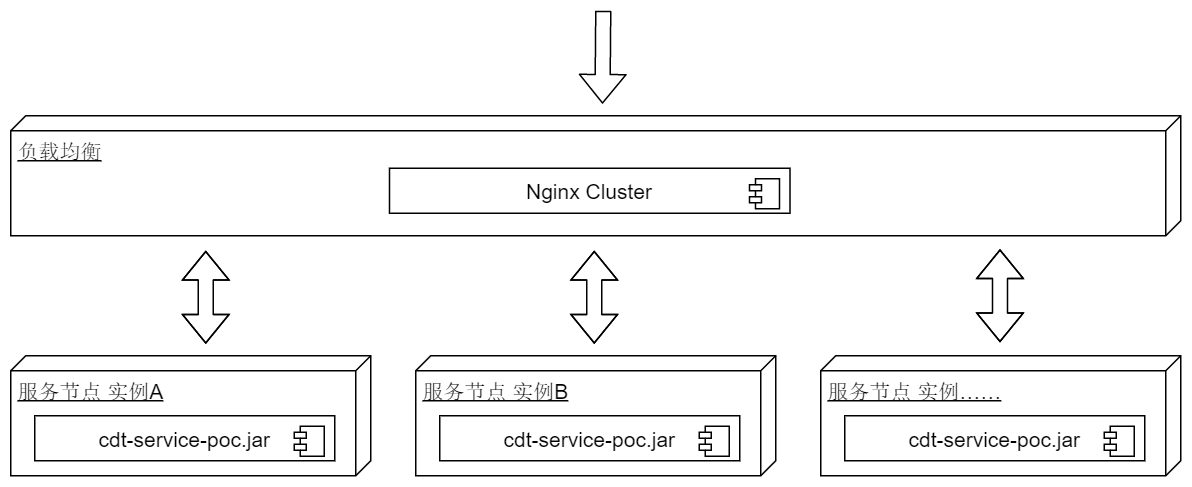 负载均衡
Nginx Cluster
服务节点 实例A
服务节点 实例B
服务节点 实例……
cdt-service-poc.jar
cdt-service-poc.jar
cdt-service-poc.jar